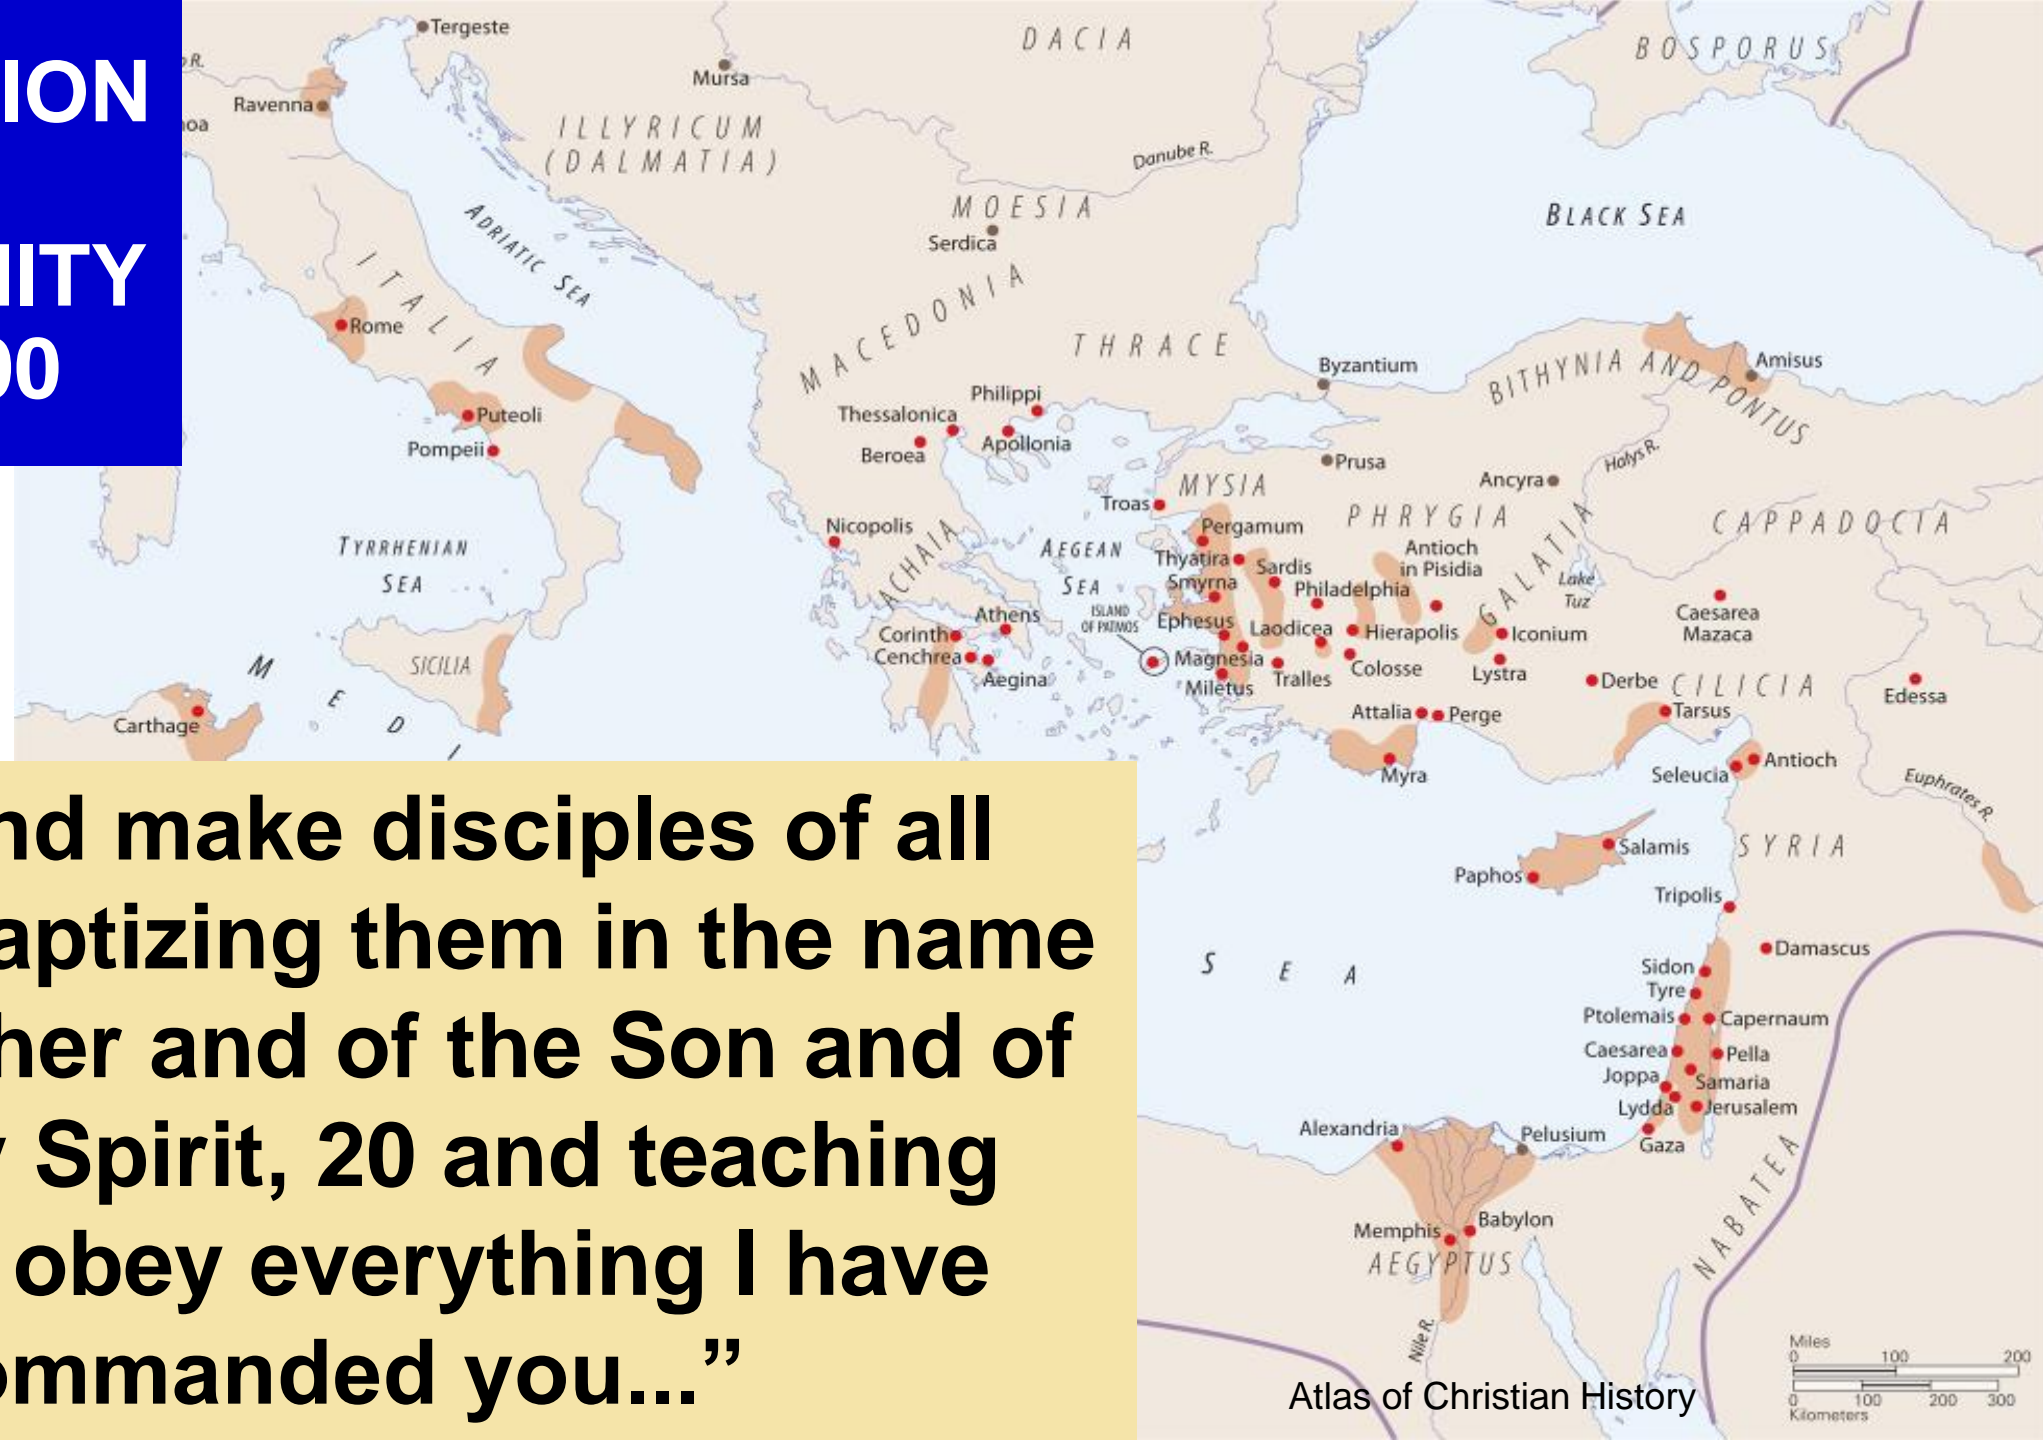 ION
NITY
00
nd make disciples of all
aptizing them in the name
her and of the Son and of
y Spirit, 20 and teaching
obey everything I have
ommanded you...”
Atlas of Christian History
Tergeste
DACIA
BOSPORUS
R.
Mursa
Ravenna
oa
ILLYRICUM
(DALMATIA)
Danube R.
MOESIA
Serdica
BLACK SEA
ADRIATIC SEA
ITALIA
MACEDONIA
THRACE
Rome
Byzantium
BITHYNIA AND PONTUS
Amisus
Philippi
Thessalonica
Puteoli
Apollonia
Beroea
Pompeii
Halys R.
Prusa
Ancyra
MYSIA
Troas
PHRYGIA
CAPPADOCIA
Nicopolis
Pergamum
ACHAIA
AEGEAN
SEA
TYRRHENIAN
SEA
Thyatira
Sardis
Antioch
in Pisidia
GALATIA
Lake
Tuz
Smyrna
Philadelphia
ISLAND
OF PATMOS
Athens
Caesarea
Mazaca
Ephesus
Laodicea
Hierapolis
Iconium
Corinth
Cenchrea
Aegina
Magnesia
Miletus
Tralles
Colosse
Lystra
Derbe
CILICIA
Edessa
SICILIA
MEDI
Carthage
Attalia
Perge
Tarsus
Myra
Seleucia
Antioch
Euphrates R.
Salamis
SYRIA
Paphos
Tripolis
SEA
Damascus
Sidon
Tyre
Ptolemais
Capernaum
Caesarea
Pella
Joppa
Samaria
Lydda
Jerusalem
Gaza
Alexandria
Pelusium
NABATEA
Memphis
Babylon
AEGYPTUS
Nile R.
Miles
0 100 200
0 100 200 300
Kilometers